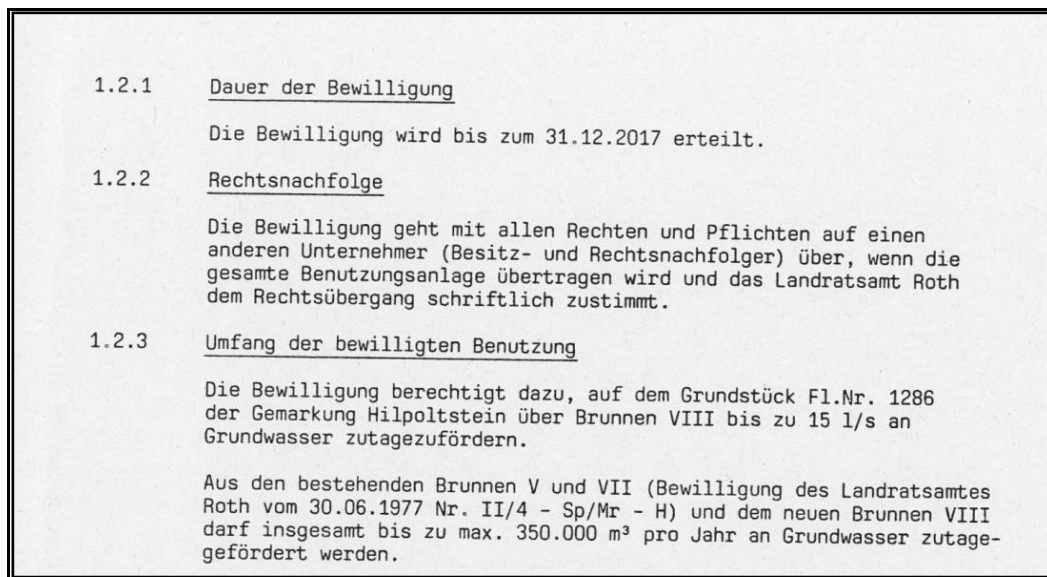 1.2.1 Dauer der Bewilligung
Die Bewilligung wird bis zum 31.12.2017 erteilt.
1.2.2 Rechtsnachfolge
Die Bewilligung geht mit allen Rechten und Pflichten auf einen
anderen Unternehmer (Besitz- und Rechtsnachfolger) über, wenn die
gesamte Benutzungsanlage übertragen wird und das Landratsamt Roth
dem Rechtsübergang schriftlich zustimmt.
1.2.3 Umfang der bewilligten Benutzung
Die Bewilligung berechtigt dazu, auf dem Grundstück Fl.Nr. 1286
der Gemarkung Hilpoltstein über Brunnen VIII bis zu 15 l/s an
Grundwasser zutagezufördern.
Aus den bestehenden Brunnen V und VII (Bewilligung des Landratsamtes
Roth vom 30.06.1977 Nr. II/4 - Sp/Mr - H) und dem neuen Brunnen VIII
darf insgesamt bis zu max. 350.000 m³ pro Jahr an Grundwasser zutage-
gefördert werden.